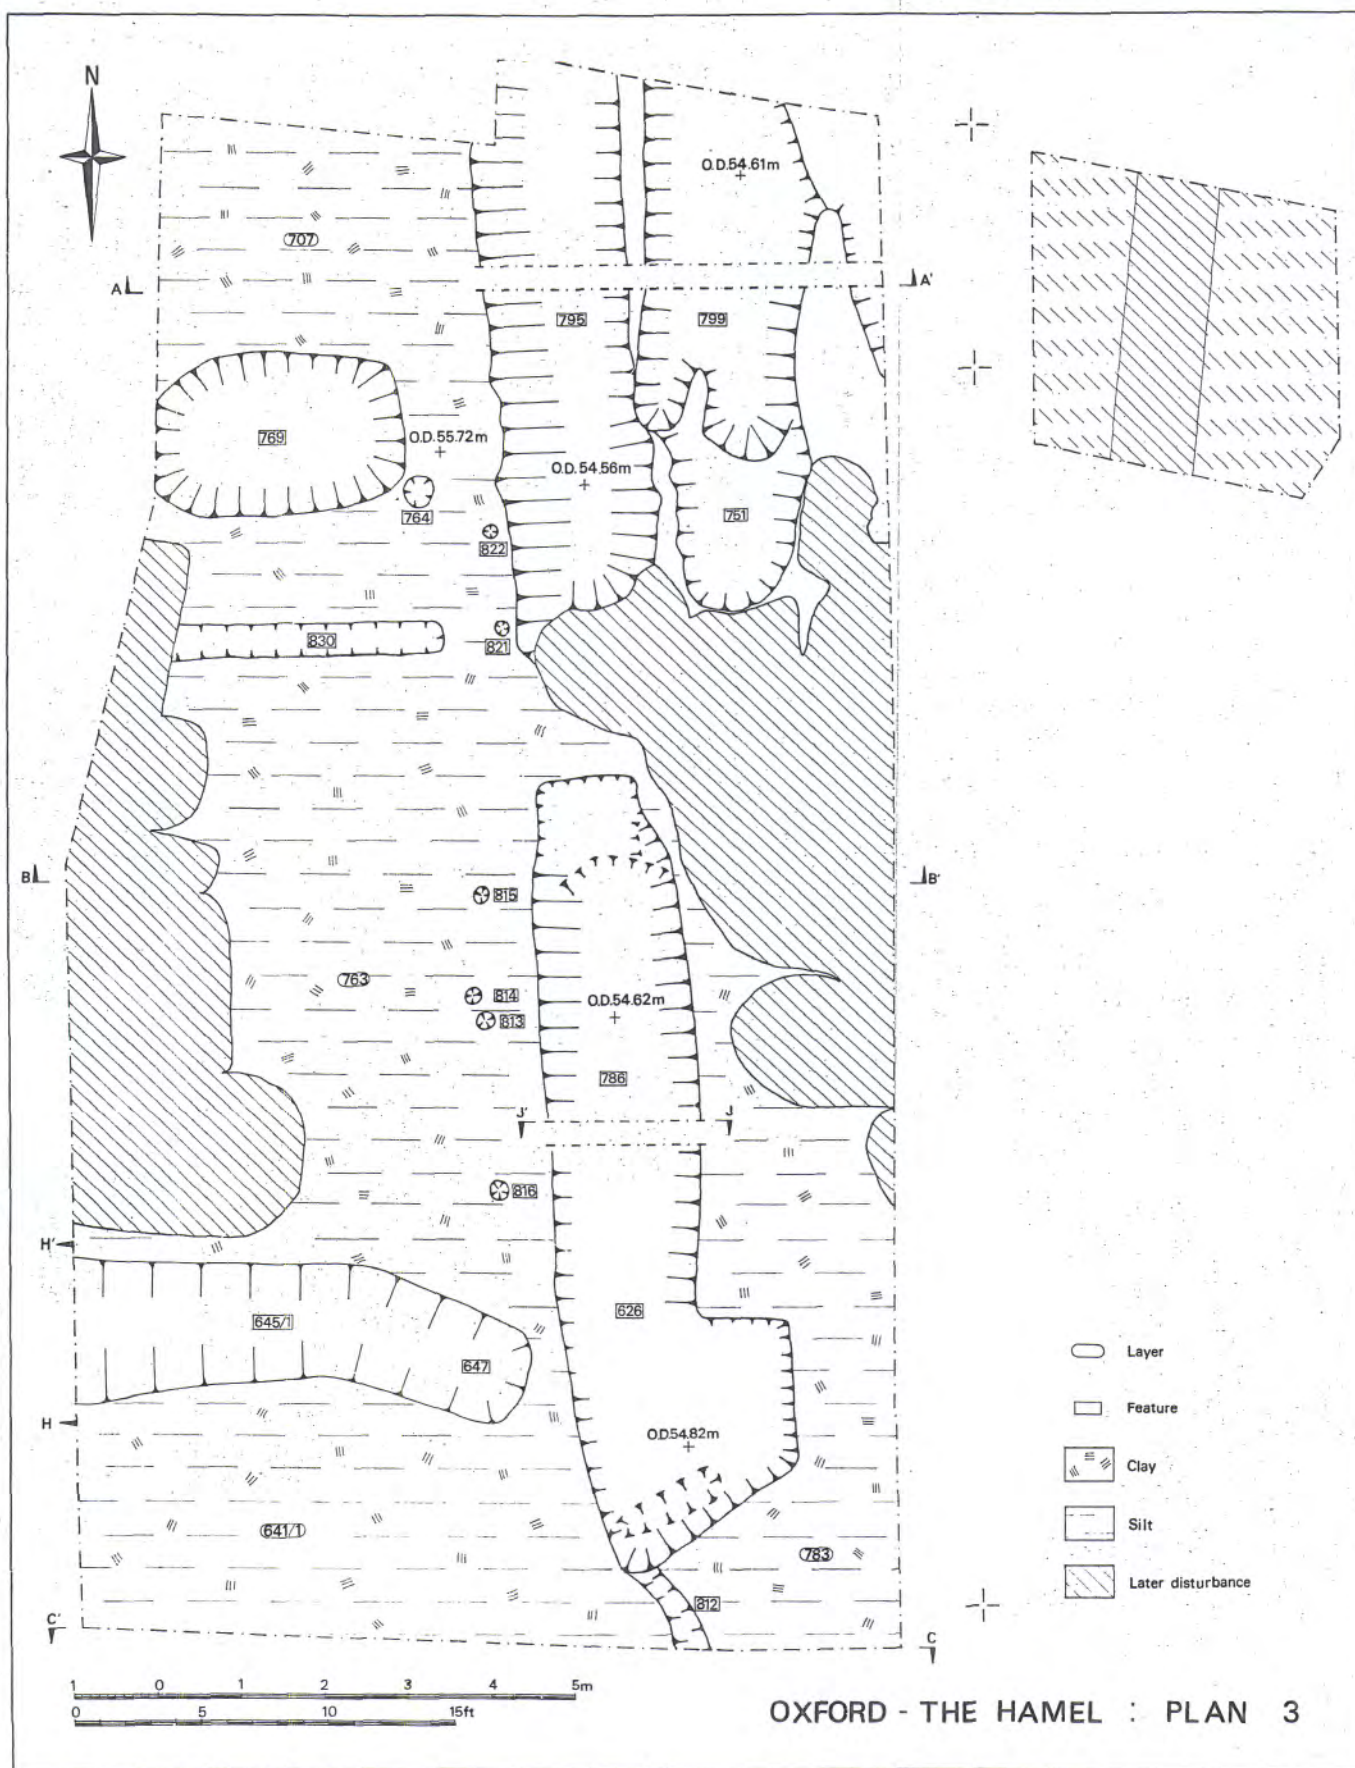 N
O.D.54.61m
707
A
A'
795
799
769
O.D.55.72m
O.D.54.56m
764
751
822
830
821
B
B'
815
763
814
O.D.54.62m
813
786
J'
J
816
H'
645/1
626
647
Layer
Feature
H
O.D.54.82m
Clay
641/1
Silt
783
Later disturbance
812
C'
C
1 0 1 2 3 4 5m
0 5 10 15ft
OXFORD - THE HAMEL : PLAN 3